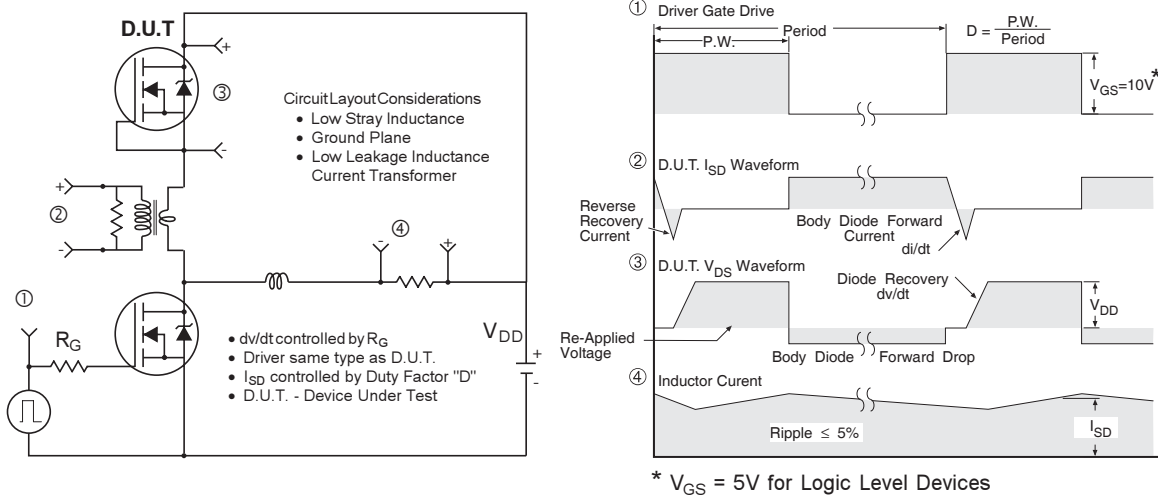 D.U.T
+
③
-
Circuit Layout Considerations
• Low Stray Inductance
• Ground Plane
• Low Leakage Inductance
Current Transformer
+
②
-
④
-
+
①
R_G
V_DD
+
-
• dv/dt controlled by R_G
• Driver same type as D.U.T.
• I_SD controlled by Duty Factor "D"
• D.U.T. - Device Under Test
① Driver Gate Drive
P.W.
Period
D = P.W. / Period
V_GS=10V*
② D.U.T. I_SD Waveform
Reverse
Recovery
Current
Body Diode Forward
Current
di/dt
③ D.U.T. V_DS Waveform
Diode Recovery
dv/dt
V_DD
Re-Applied
Voltage
Body Diode Forward Drop
④ Inductor Curent
Ripple ≤ 5%
I_SD
* V_GS = 5V for Logic Level Devices